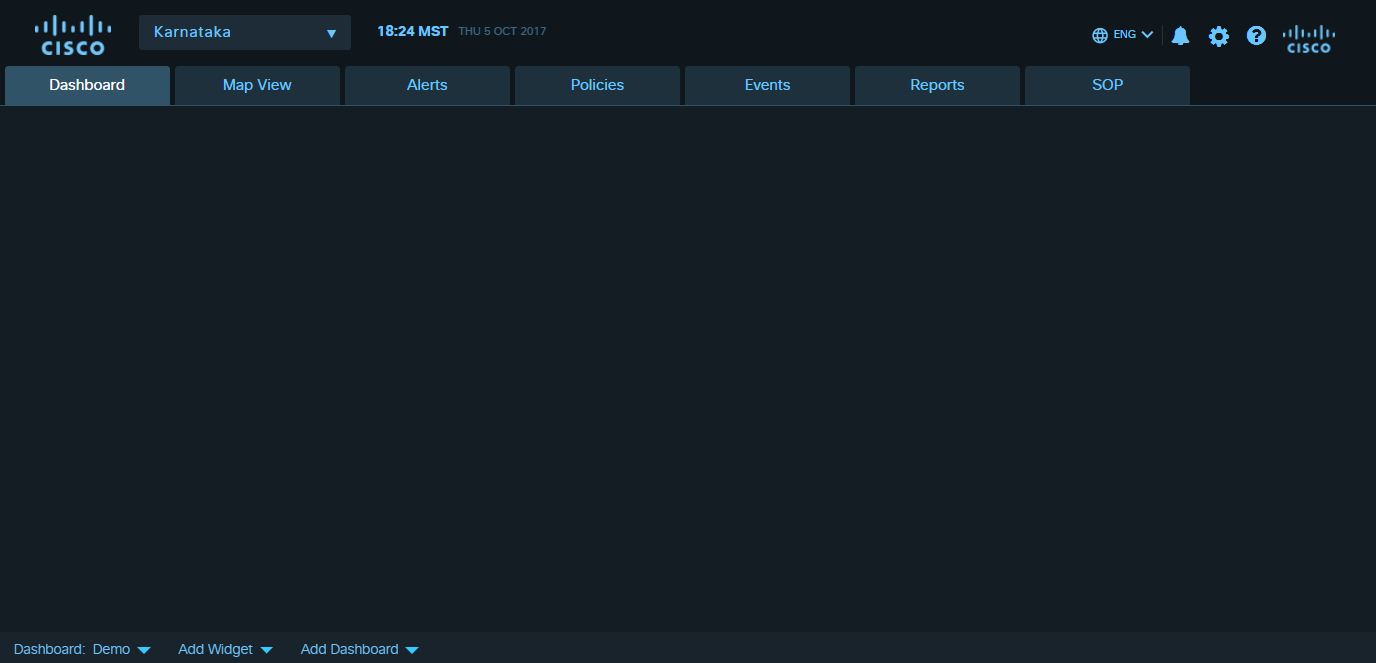 CISCO
Karnataka
18:24 MST THU 5 OCT 2017
ENG
CISCO
Dashboard Map View Alerts Policies Events Reports SOP
Dashboard: Demo Add Widget Add Dashboard